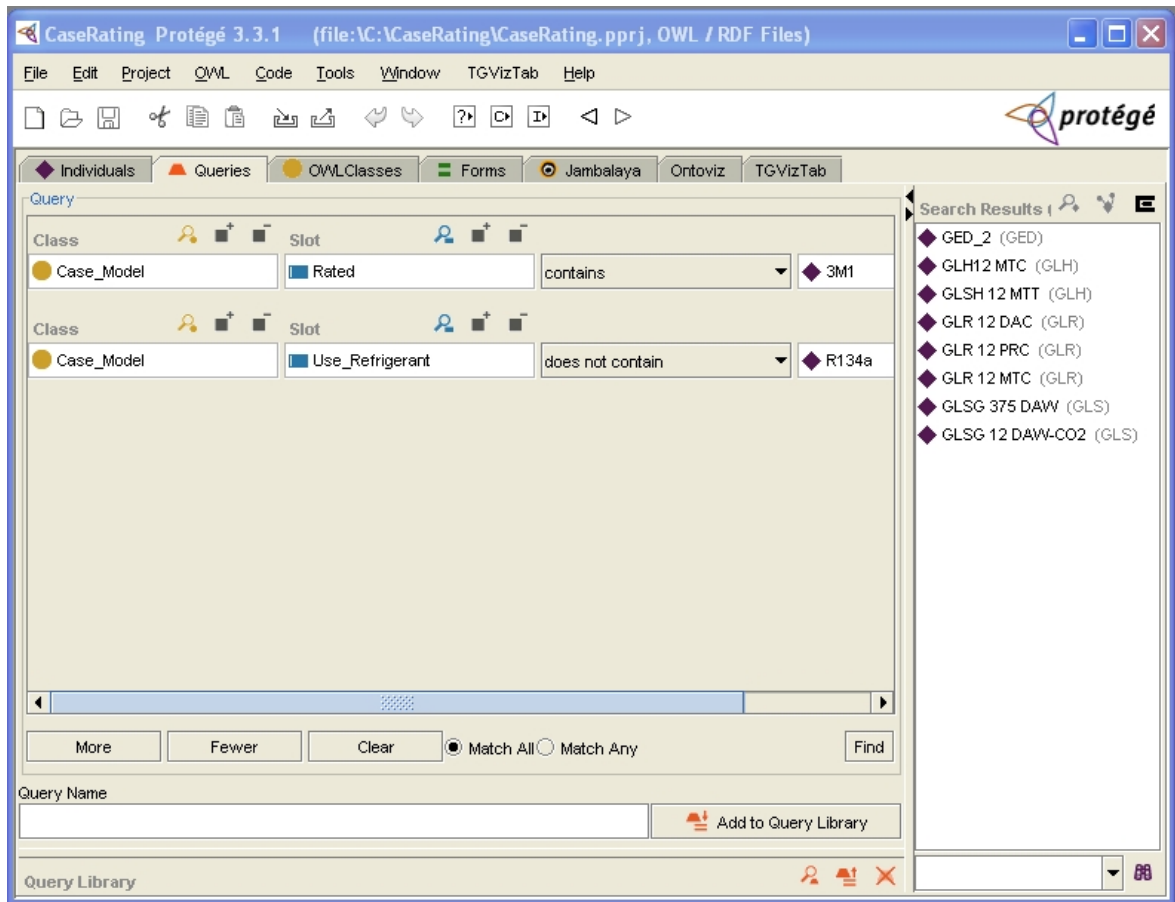 CaseRating Protégé 3.3.1 (file:\C:\CaseRating\CaseRating.pprj, OWL / RDF Files)
File Edit Project OWL Code Tools Window TGVizTab Help
protégé
Individuals Queries OWLClasses Forms Jambalaya Ontoviz TGVizTab
Query
Class Slot
Case_Model Rated contains 3M1
Class Slot
Case_Model Use_Refrigerant does not contain R134a
More Fewer Clear Match All Match Any Find
Query Name
Add to Query Library
Query Library
Search Results (
GED_2 (GED)
GLH12 MTC (GLH)
GLSH 12 MTT (GLH)
GLR 12 DAC (GLR)
GLR 12 PRC (GLR)
GLR 12 MTC (GLR)
GLSG 375 DAW (GLS)
GLSG 12 DAW-CO2 (GLS)